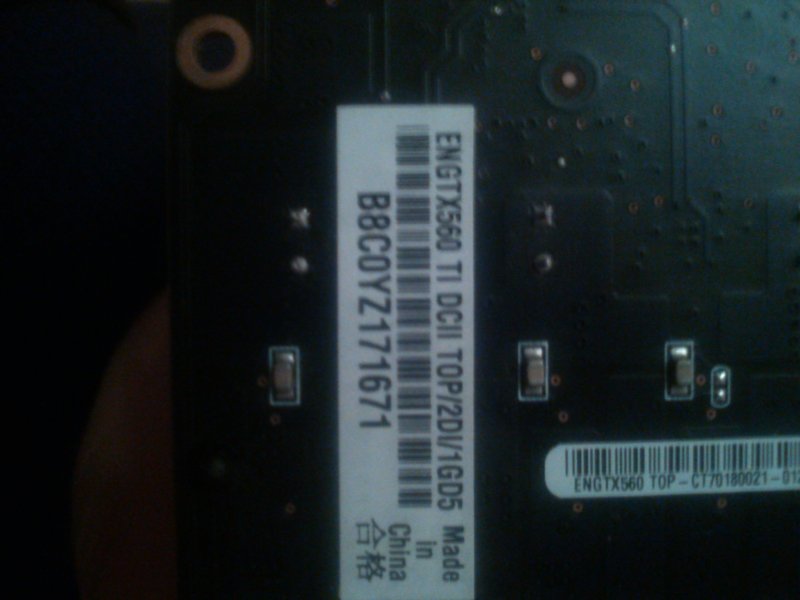 ENGTX560 TI DCII TOP/2DI/1GD5
B8C0YZ171671
Made
in
China
合格
ENGTX560 TOP-CT70180021-01